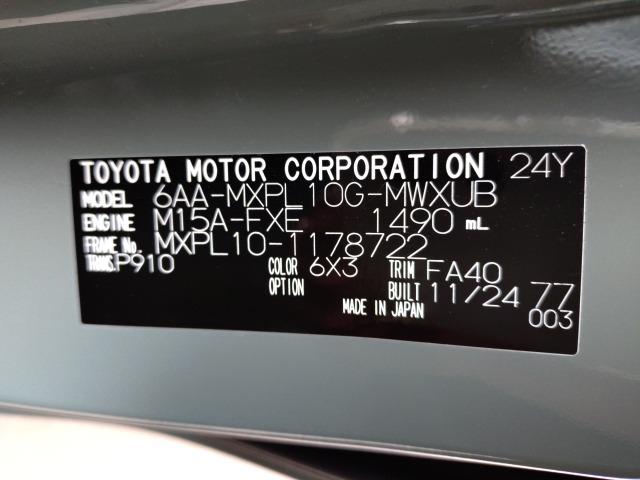 TOYOTA MOTOR CORPORATION 24Y
MODEL 6AA-MXPL10G-MWXUB
ENGINE M15A-FXE 1490 mL
FRAME No. MXPL10-1178722
TRANS. P910 COLOR 6X3 TRIM FA40
OPTION BUILT 11/24 77
MADE IN JAPAN 003